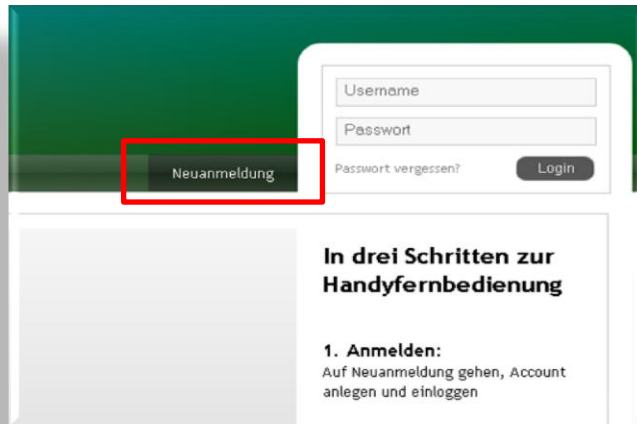 Username
Passwort
Neuanmeldung
Passwort vergessen?
Login
In drei Schritten zur
Handyfernbedienung
1. Anmelden:
Auf Neuanmeldung gehen, Account
anlegen und einloggen